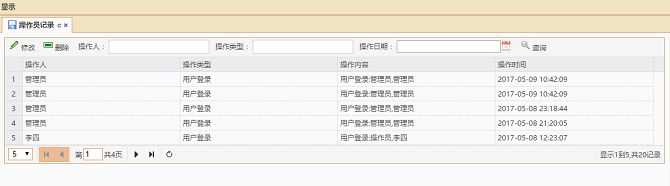 显示
操作员记录
修改 删除 操作人： 操作类型： 操作日期： 查询
操作人 操作类型 操作内容 操作时间
1 管理员 用户登录 用户登录:管理员,管理员 2017-05-09 10:42:09
2 管理员 用户登录 用户登录:管理员,管理员 2017-05-09 10:42:09
3 管理员 用户登录 用户登录:管理员,管理员 2017-05-08 23:18:44
4 管理员 用户登录 用户登录:管理员,管理员 2017-05-08 21:20:05
5 李四 用户登录 用户登录:操作员,李四 2017-05-08 12:23:07
5 第 1 共4页 显示1到5,共20记录